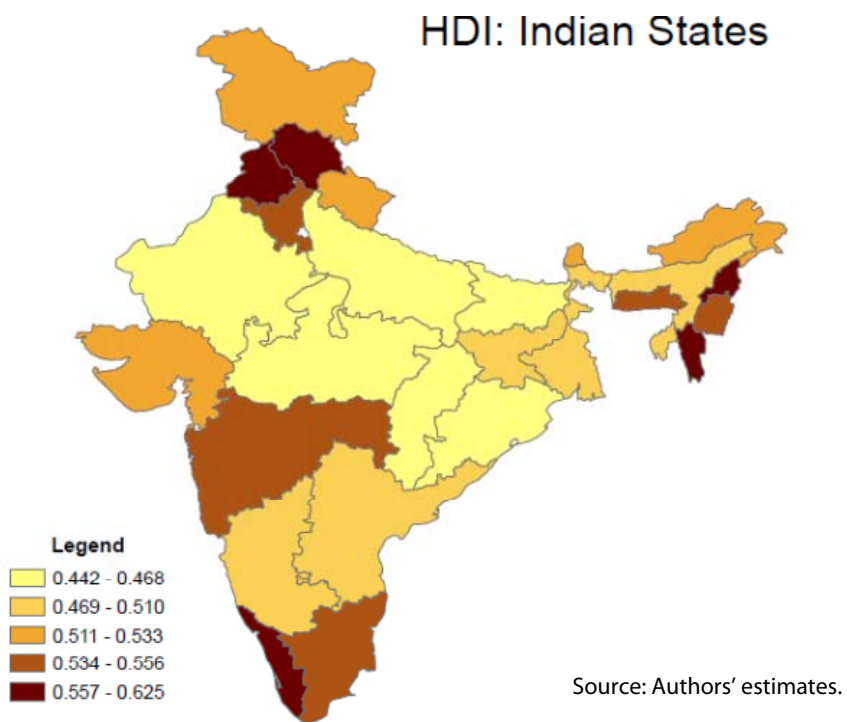 HDI: Indian States
Legend
0.442 - 0.468
0.469 - 0.510
0.511 - 0.533
0.534 - 0.556
0.557 - 0.625
Source: Authors’ estimates.